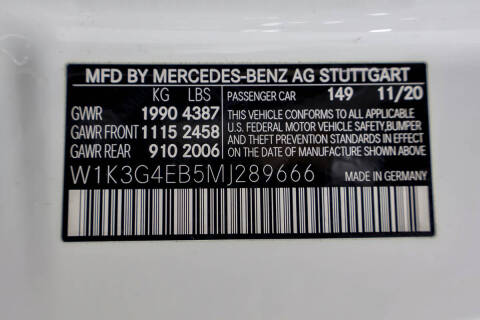 MFD BY MERCEDES-BENZ AG STUTTGART
KG LBS PASSENGER CAR 149 11/20
GVWR 1990 4387 THIS VEHICLE CONFORMS TO ALL APPLICABLE
GAWR FRONT 1115 2458 U.S. FEDERAL MOTOR VEHICLE SAFETY, BUMPER
GAWR REAR 910 2006 AND THEFT PREVENTION STANDARDS IN EFFECT
ON THE DATE OF MANUFACTURE SHOWN ABOVE.
W1K3G4EB5MJ289666
MADE IN GERMANY